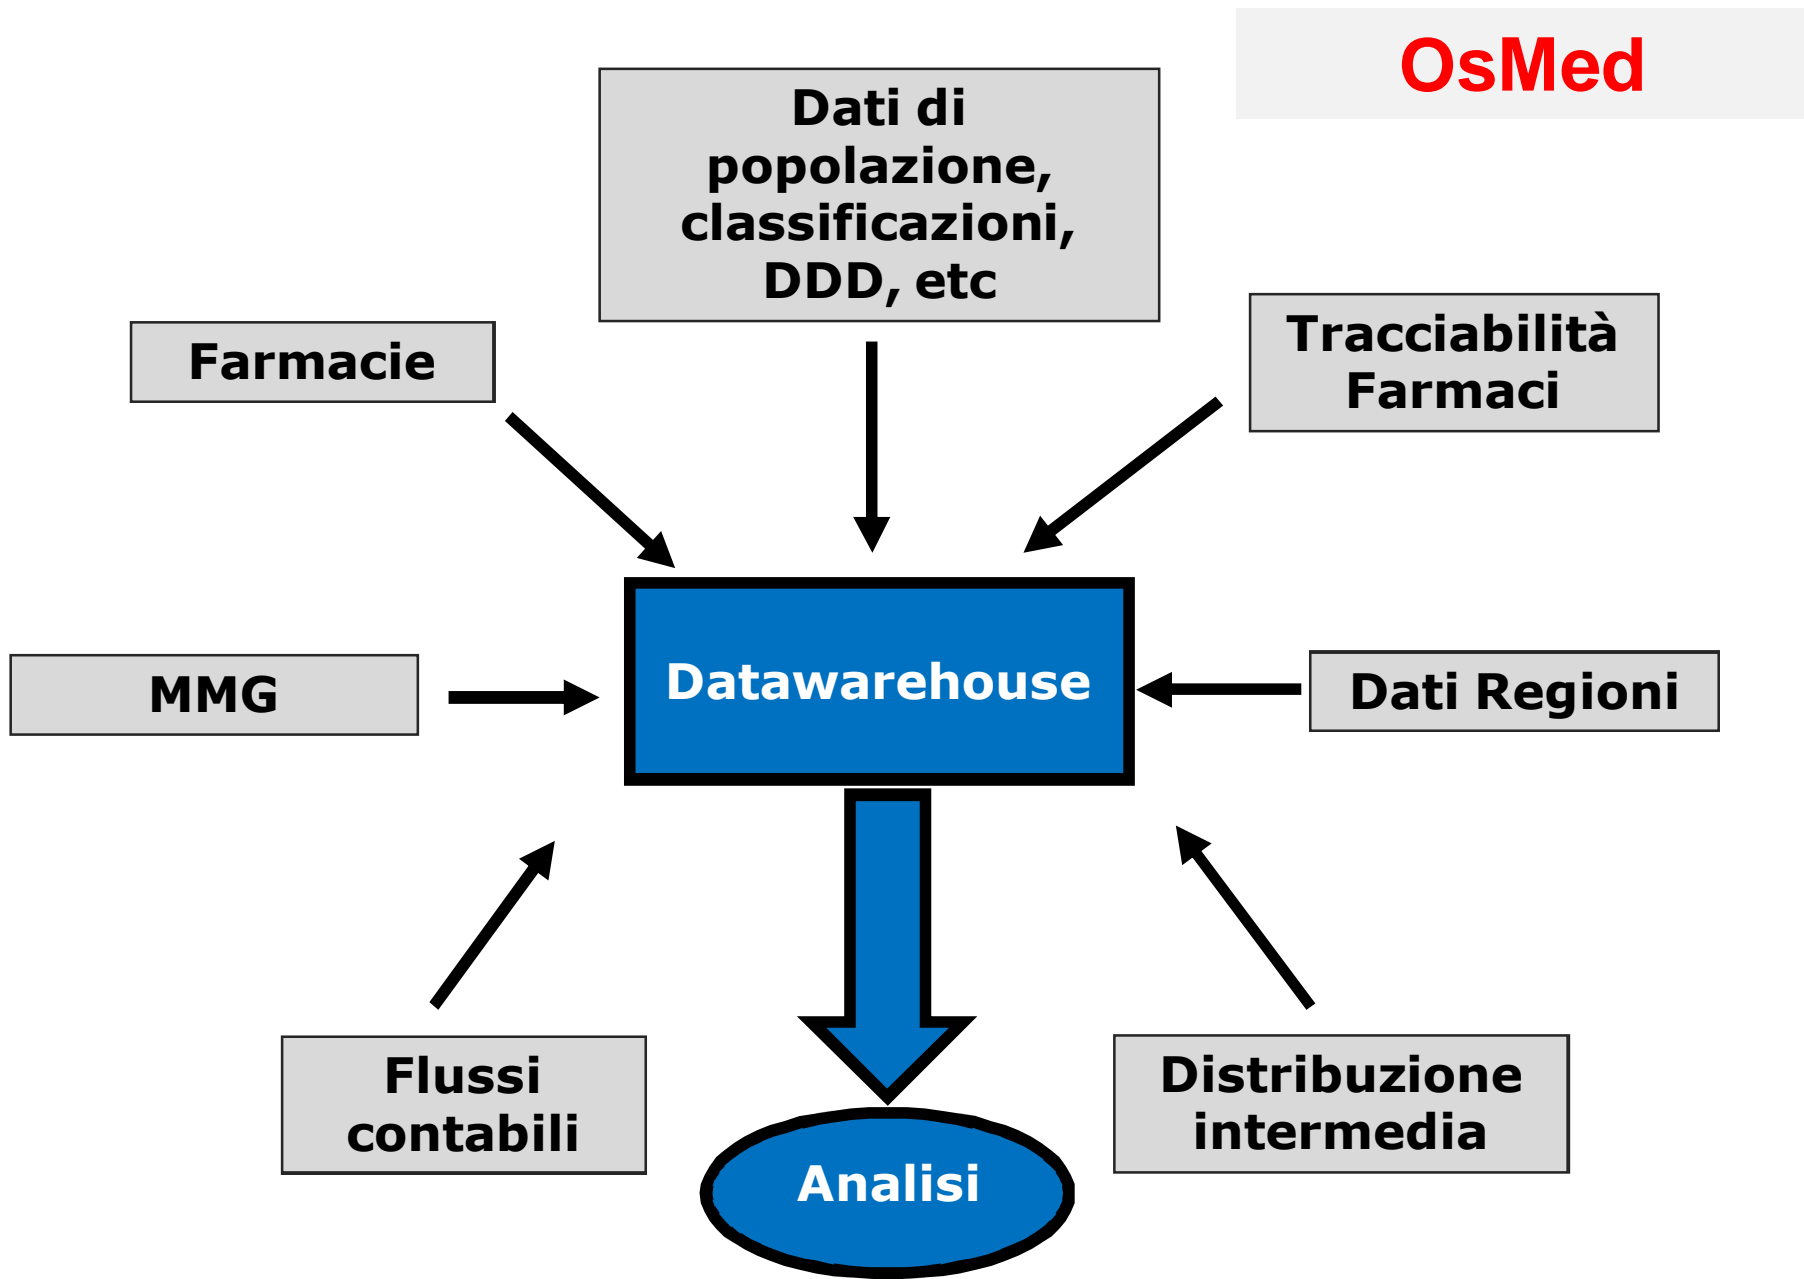 OsMed
Dati di
popolazione,
classificazioni,
DDD, etc
Farmacie
Tracciabilità
Farmaci
MMG
Datawarehouse
Dati Regioni
Flussi
contabili
Distribuzione
intermedia
Analisi